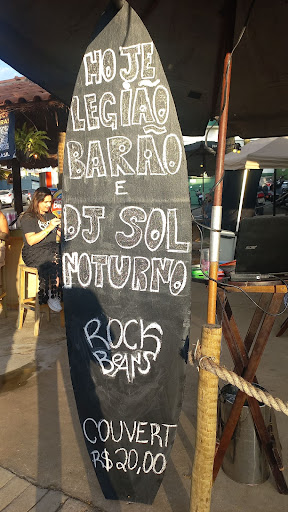 HOJE
LEGIÃO
BARÃO
E
DJ SOL
NOTURNO
ROCK
BEANS
COUVERT
R$20,00